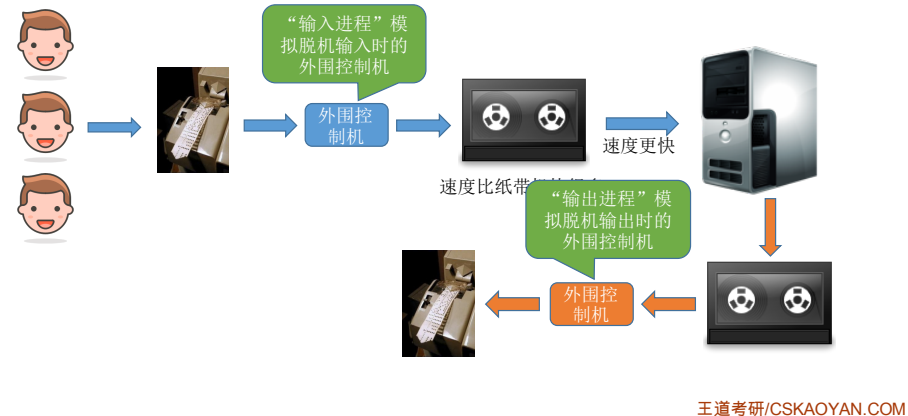 “输入进程”模
拟脱机输入时的
外围控制机
外围控
制机
速度更快
速度比纸带
“输出进程”模
拟脱机输出时的
外围控制机
外围控
制机
王道考研/CSKAOYAN.COM